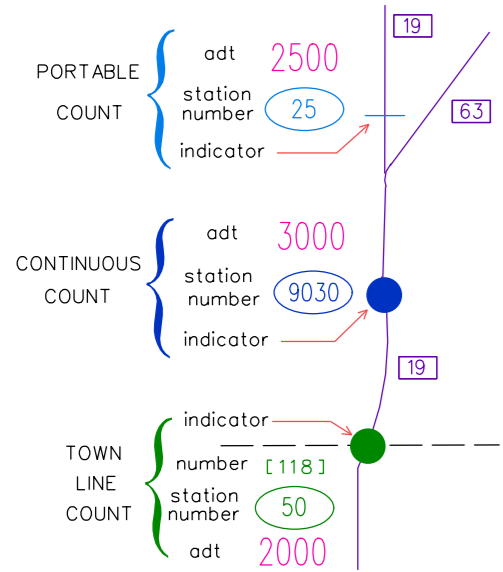 19
adt 2500
PORTABLE
COUNT
station
number 25
63
indicator
adt 3000
CONTINUOUS
COUNT
station
number 9030
indicator
19
indicator
TOWN
LINE
COUNT
number [118]
station
number 50
adt 2000